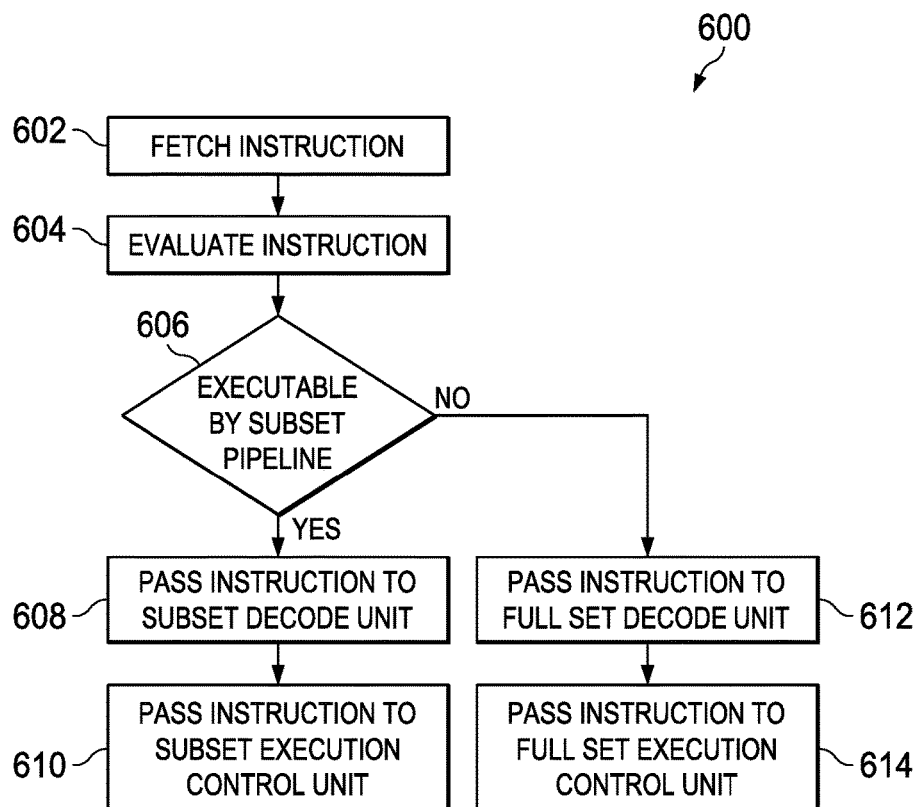 600
602
FETCH INSTRUCTION
604
EVALUATE INSTRUCTION
606
EXECUTABLE
BY SUBSET
PIPELINE
NO
YES
608
PASS INSTRUCTION TO
SUBSET DECODE UNIT
PASS INSTRUCTION TO
FULL SET DECODE UNIT
612
610
PASS INSTRUCTION TO
SUBSET EXECUTION
CONTROL UNIT
PASS INSTRUCTION TO
FULL SET EXECUTION
CONTROL UNIT
614